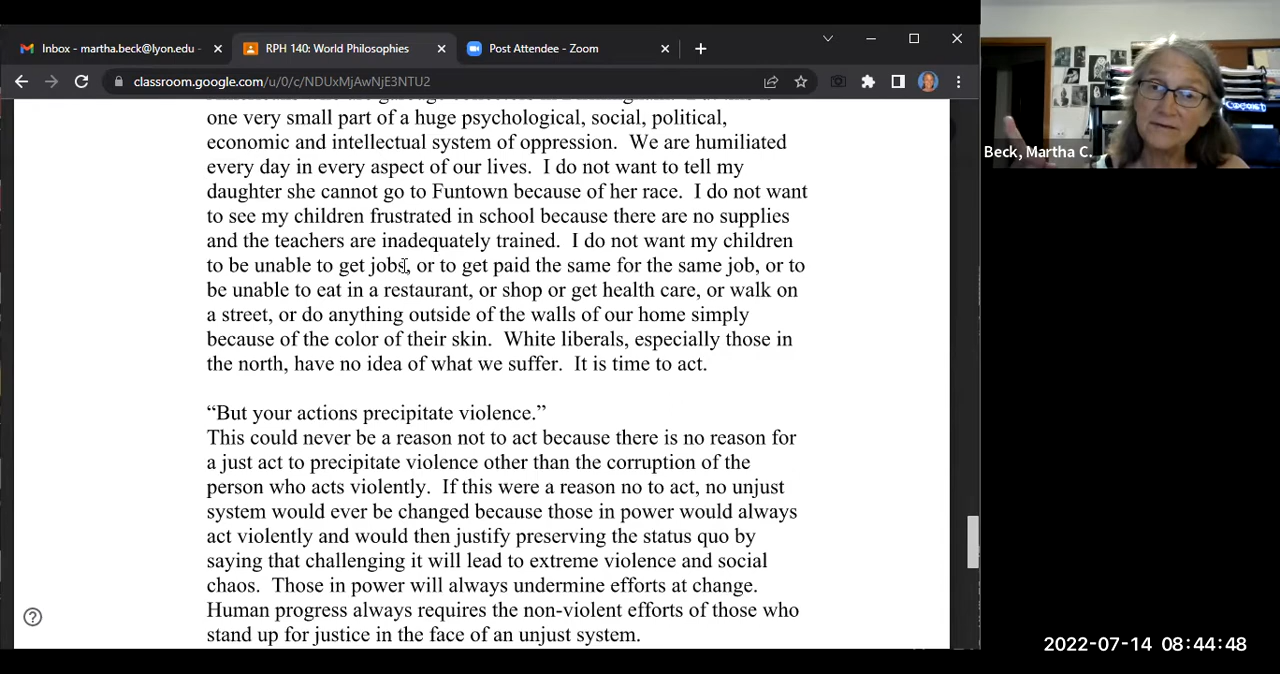 Inbox - martha.beck@lyon.edu -
RPH 140: World Philosophies
Post Attendee - Zoom
classroom.google.com/u/0/c/NDUxMjAwNjE3NTU2
one very small part of a huge psychological, social, political,
economic and intellectual system of oppression.  We are humiliated
every day in every aspect of our lives.  I do not want to tell my
daughter she cannot go to Funtown because of her race.  I do not want
to see my children frustrated in school because there are no supplies
and the teachers are inadequately trained.  I do not want my children
to be unable to get jobs, or to get paid the same for the same job, or to
be unable to eat in a restaurant, or shop or get health care, or walk on
a street, or do anything outside of the walls of our home simply
because of the color of their skin.  White liberals, especially those in
the north, have no idea of what we suffer.  It is time to act.
“But your actions precipitate violence.”
This could never be a reason not to act because there is no reason for
a just act to precipitate violence other than the corruption of the
person who acts violently.  If this were a reason no to act, no unjust
system would ever be changed because those in power would always
act violently and would then justify preserving the status quo by
saying that challenging it will lead to extreme violence and social
chaos.  Those in power will always undermine efforts at change.
Human progress always requires the non-violent efforts of those who
stand up for justice in the face of an unjust system.
Beck, Martha C.
2022-07-14 08:44:48